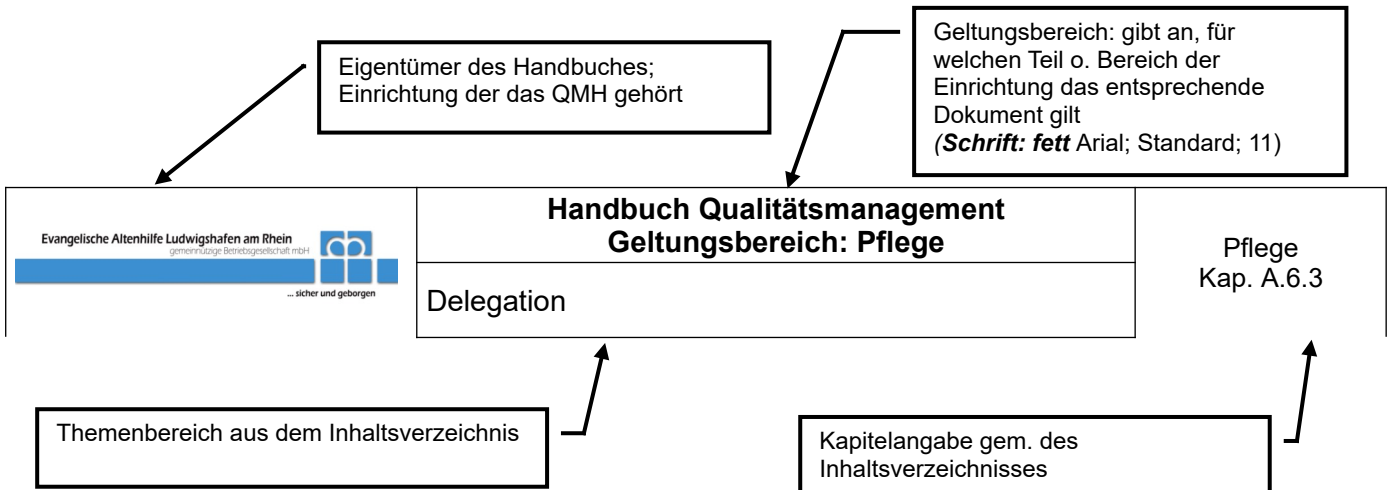 Eigentümer des Handbuches;
Einrichtung der das QMH gehört
Geltungsbereich: gibt an, für
welchen Teil o. Bereich der
Einrichtung das entsprechende
Dokument gilt
(Schrift: fett Arial; Standard; 11)
Evangelische Altenhilfe Ludwigshafen am Rhein
gemeinnützige Betriebsgesellschaft mbH
... sicher und geborgen
Handbuch Qualitätsmanagement
Geltungsbereich: Pflege
Delegation
Pflege
Kap. A.6.3
Themenbereich aus dem Inhaltsverzeichnis
Kapitelangabe gem. des
Inhaltsverzeichnisses